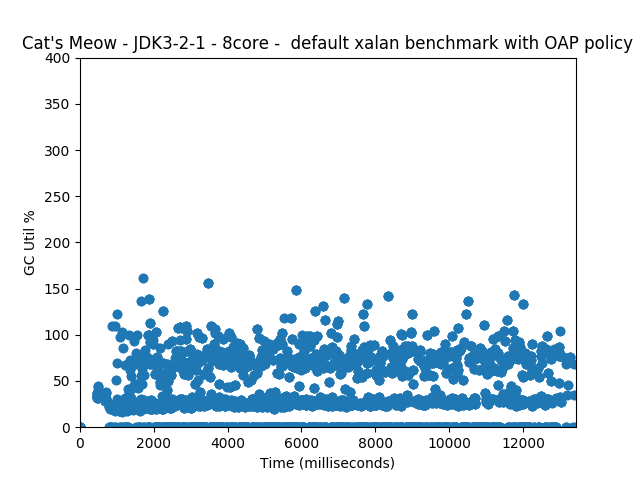 Cat's Meow - JDK3-2-1 - 8core -  default xalan benchmark with OAP policy
400
350
300
250
200
150
100
50
0
GC Util %
0 2000 4000 6000 8000 10000 12000
Time (milliseconds)